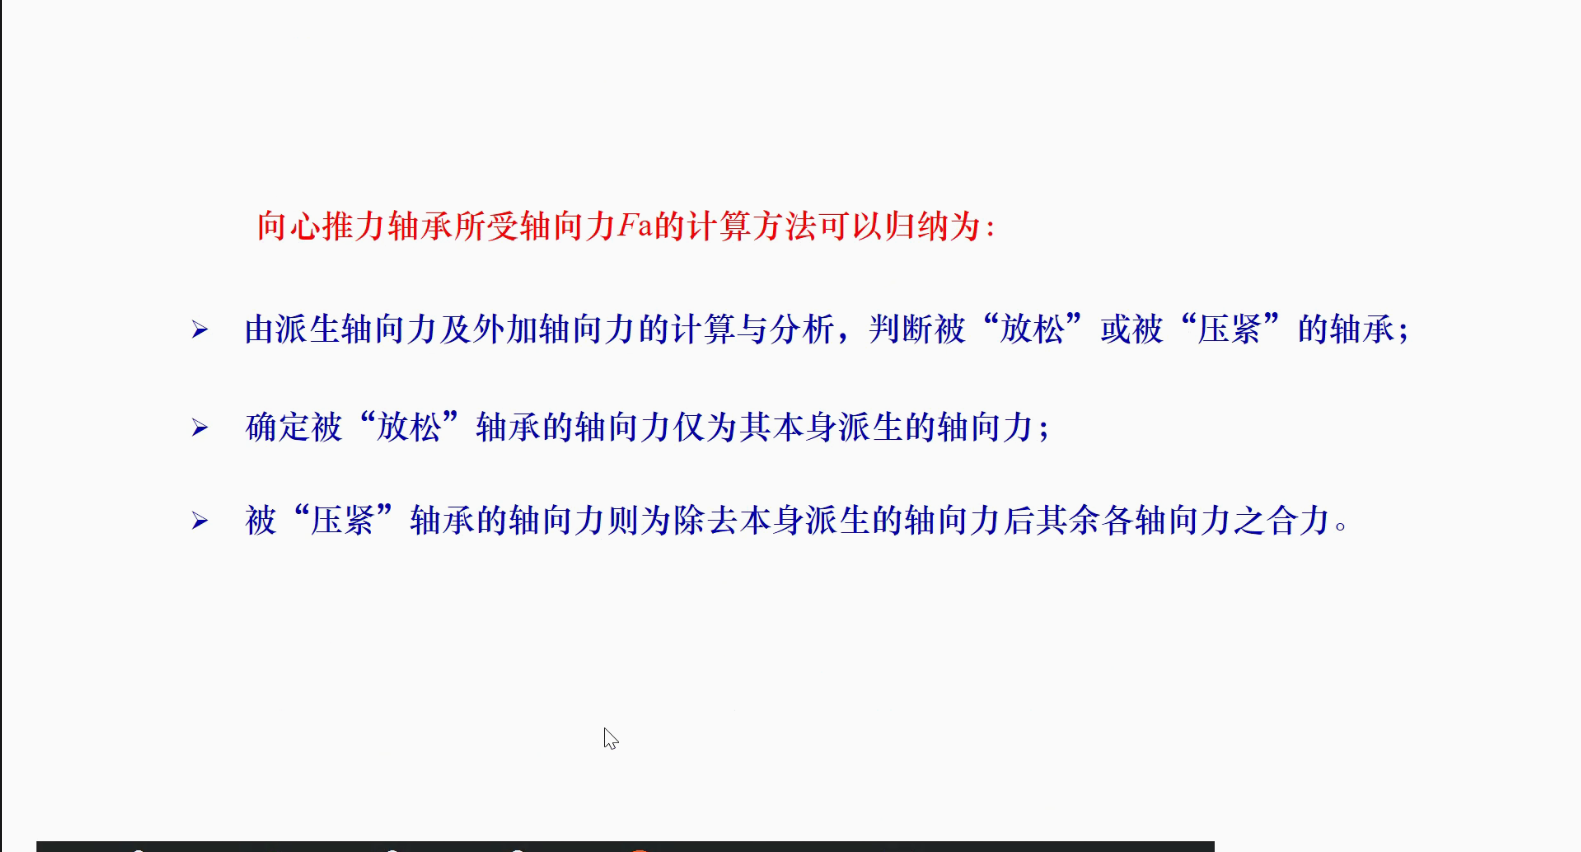 向心推力轴承所受轴向力Fa的计算方法可以归纳为：
➢ 由派生轴向力及外加轴向力的计算与分析，判断被“放松”或被“压紧”的轴承；
➢ 确定被“放松”轴承的轴向力仅为其本身派生的轴向力；
➢ 被“压紧”轴承的轴向力则为除去本身派生的轴向力后其余各轴向力之合力。